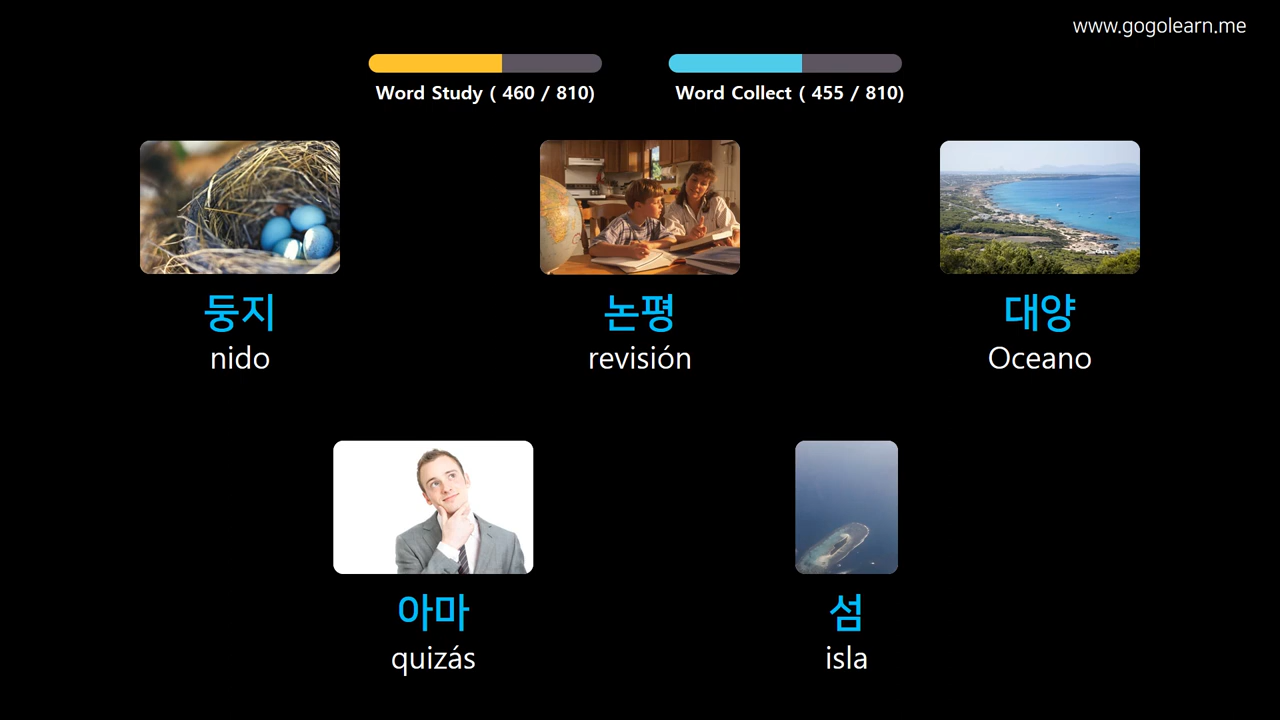 www.gogolearn.me
Word Study ( 460 / 810)
Word Collect ( 455 / 810)
둥지
nido
논평
revisión
대양
Oceano
아마
quizás
섬
isla